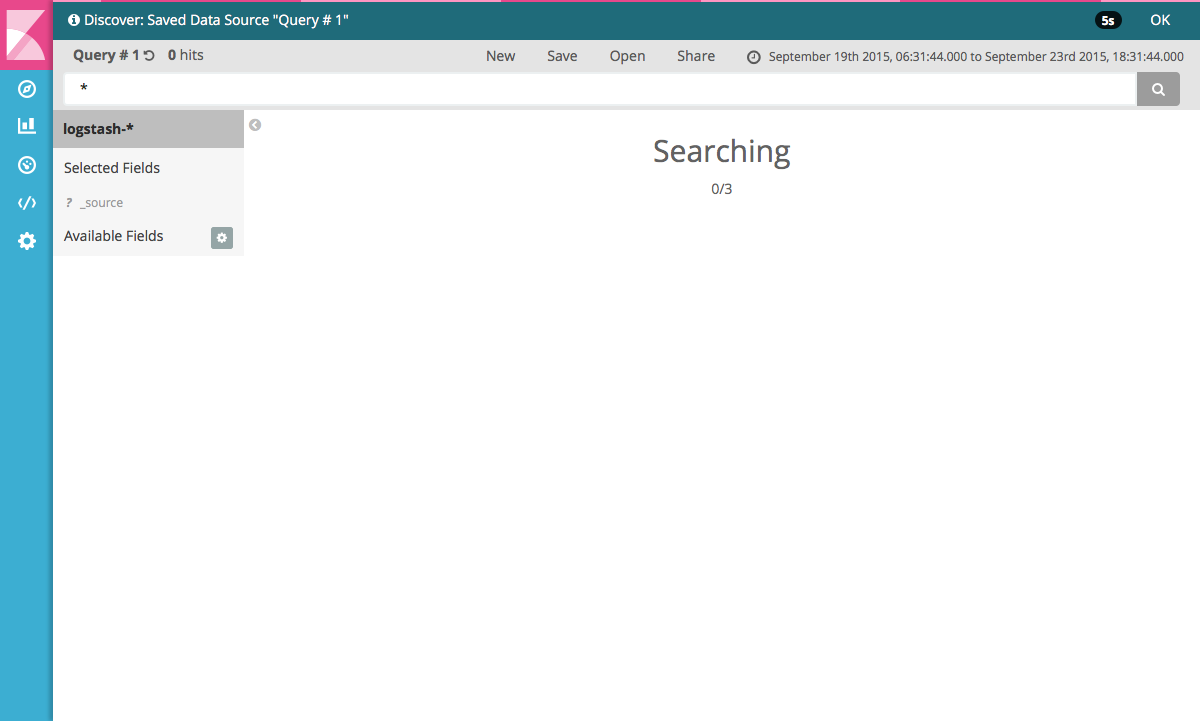 Discover: Saved Data Source "Query # 1" 5s OK
Query # 1 0 hits New Save Open Share September 19th 2015, 06:31:44.000 to September 23rd 2015, 18:31:44.000
*
logstash-*
Searching
0/3
Selected Fields
? _source
Available Fields